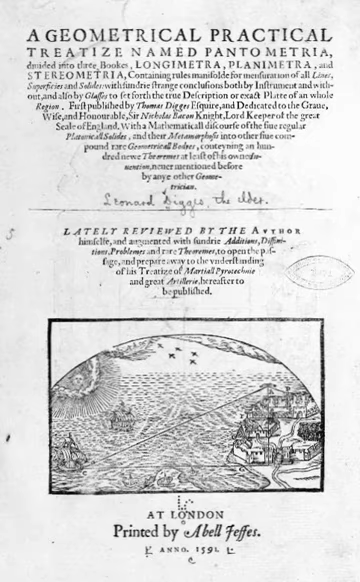 A GEOMETRICAL PRACTICAL
TREATIZE NAMED PANTOMETRIA,
diuided into three Bookes, LONGIMETRA, PLANIMETRA, and
STEREOMETRIA, Containing rules manifolde for mensuration of all Lines,
Superficies and Solides: with sundrie strange conclusions both by Instrument and with-
out, and also by Glasses to set forth the true Description or exact Platte of an whole
Region. First published by Thomas Digges Esquire, and Dedicated to the Graue,
Wise, and Honourable, Sir Nicholas Bacon Knight, Lord Keeper of the great
Seale of England. With a Mathematicall discourse of the fiue regular
Platonicall Solides, and their Metamorphosis into other fiue com-
pound rare Geometricall Bodyes, conteyning an hun-
dred newe Theoremes at least of his owne In-
uention, neuer mentioned before
by anye other Geome-
trician.
Leonard Digges, the elder.
LATELY REVIEWED BY THE AVTHOR
himselfe, and augmented with sundrie Additions, Diffini-
tions, Problemes and rare Theoremes, to open the pas-
sage, and prepare away to the vnderstanding
of his Treatize of Martiall Pyrotechnie
and great Artillerie, hereafter to
be published.
AT LONDON
Printed by Abell Jeffes.
ANNO. 1591.